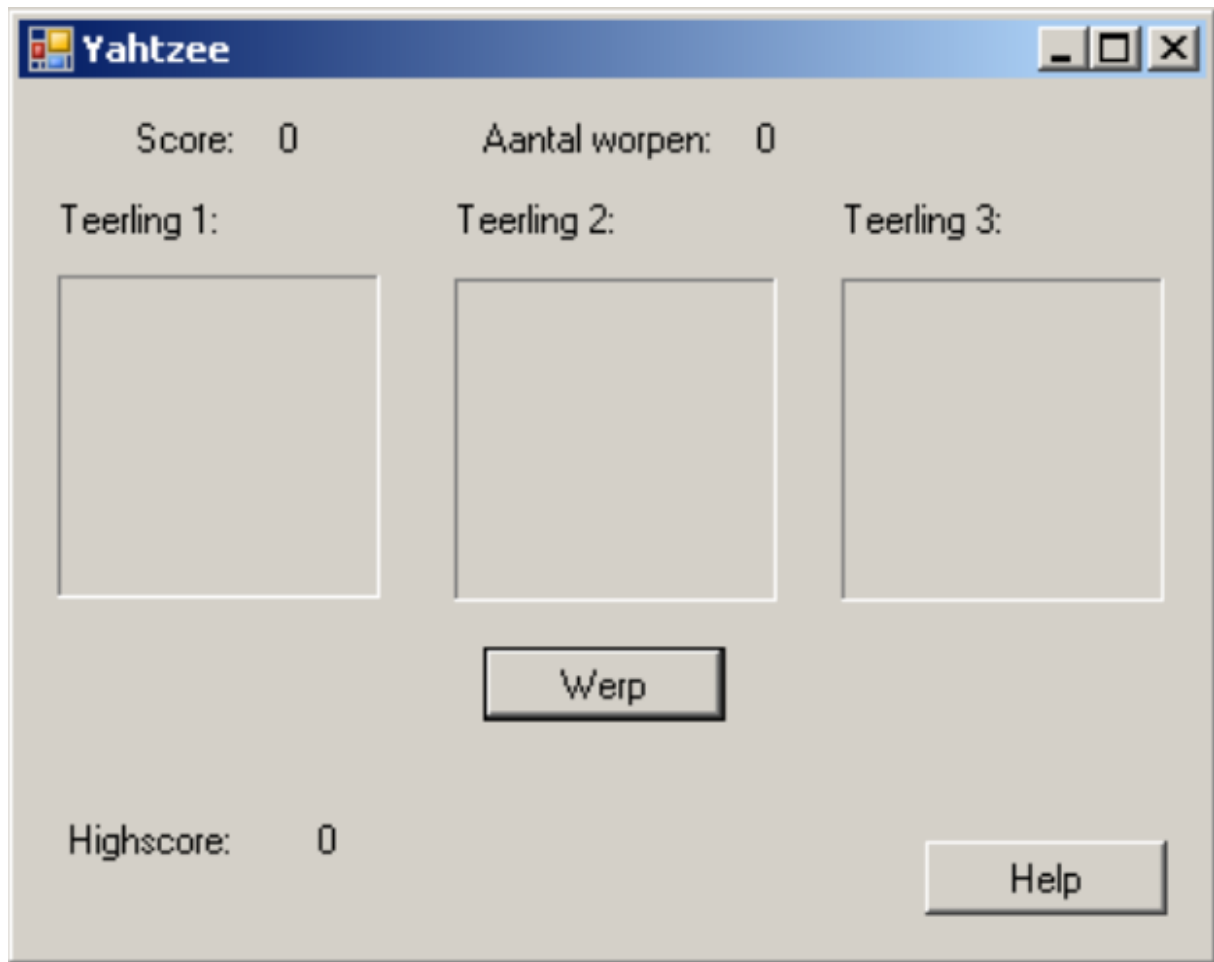 Yahtzee
Score: 0 Aantal worpen: 0
Teerling 1: Teerling 2: Teerling 3:
Werp
Highscore: 0
Help